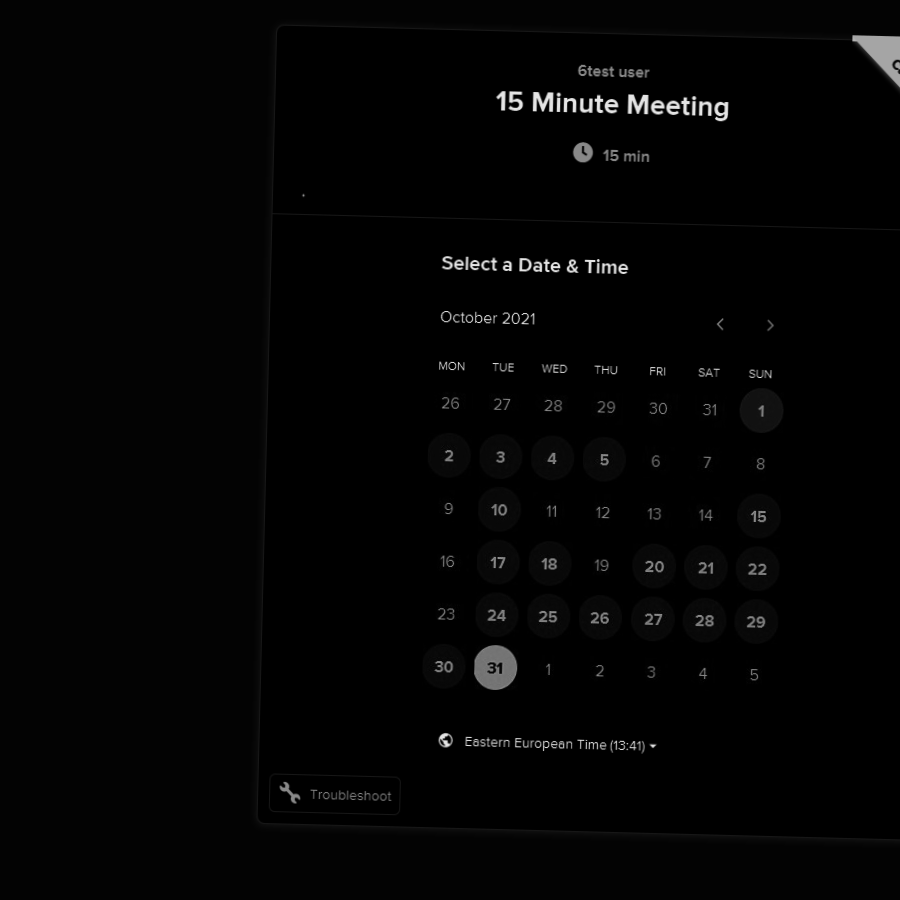 6test user
15 Minute Meeting
15 min
Select a Date & Time
October 2021
MON TUE WED THU FRI SAT SUN
26 27 28 29 30 31 1
2 3 4 5 6 7 8
9 10 11 12 13 14 15
16 17 18 19 20 21 22
23 24 25 26 27 28 29
30 31 1 2 3 4 5
Eastern European Time (13:41)
Troubleshoot